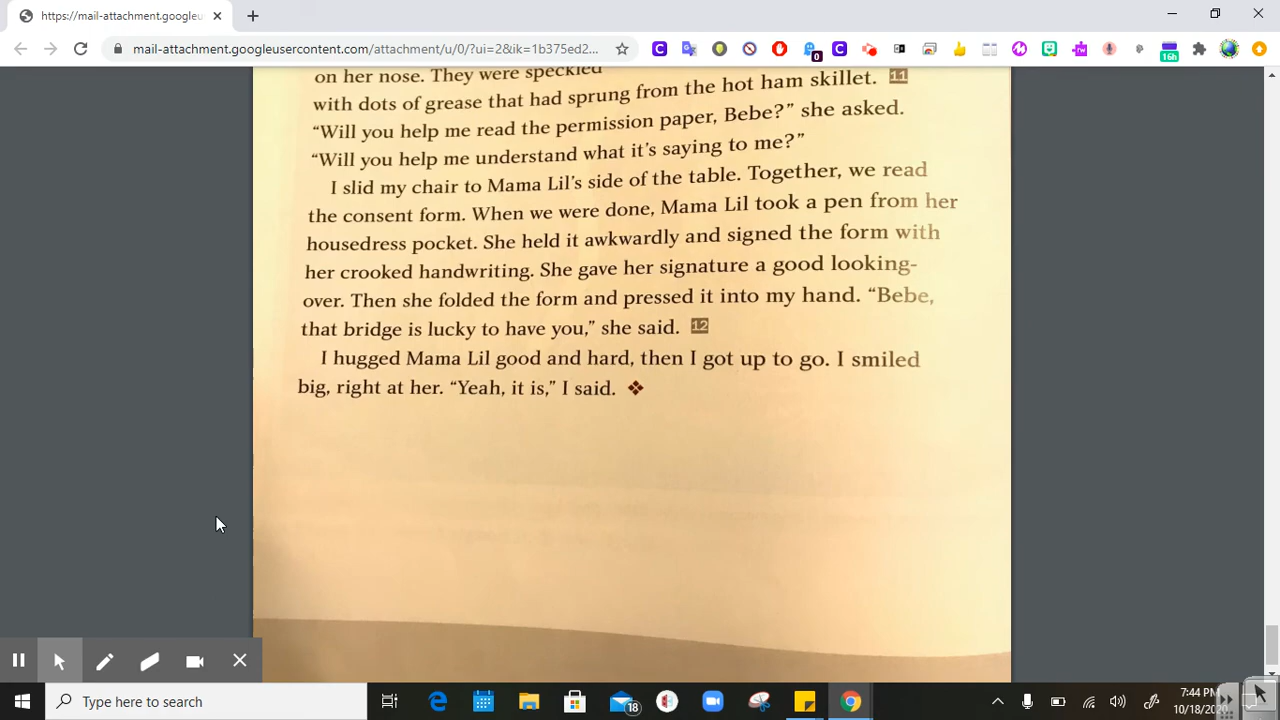 https://mail-attachment.googleu
mail-attachment.googleusercontent.com/attachment/u/0/?ui=2&ik=1b375ed2...
0
16h
on her nose. They were speckled
with dots of grease that had sprung from the hot ham skillet. 11
“Will you help me read the permission paper, Bebe?” she asked.
“Will you help me understand what it’s saying to me?”
I slid my chair to Mama Lil’s side of the table. Together, we read
the consent form. When we were done, Mama Lil took a pen from her
housedress pocket. She held it awkwardly and signed the form with
her crooked handwriting. She gave her signature a good looking-
over. Then she folded the form and pressed it into my hand. “Bebe,
that bridge is lucky to have you,” she said. 12
I hugged Mama Lil good and hard, then I got up to go. I smiled
big, right at her. “Yeah, it is,” I said. ❖
Type here to search
18
7:44 PM
10/18/20